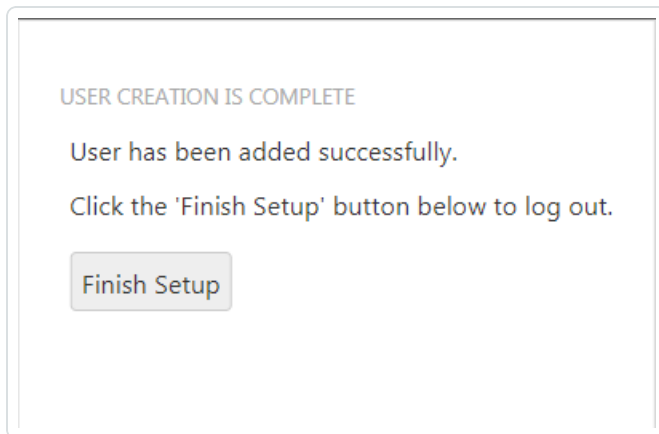 USER CREATION IS COMPLETE
User has been added successfully.
Click the 'Finish Setup' button below to log out.
Finish Setup